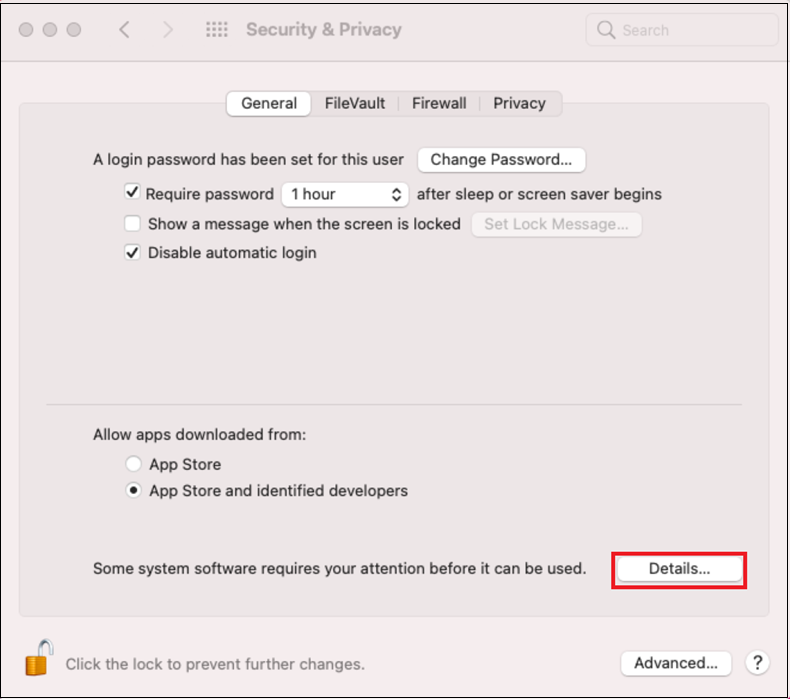 Security & Privacy
Search
General FileVault Firewall Privacy
A login password has been set for this user Change Password...
Require password 1 hour after sleep or screen saver begins
Show a message when the screen is locked Set Lock Message...
Disable automatic login
Allow apps downloaded from:
App Store
App Store and identified developers
Some system software requires your attention before it can be used. Details...
Click the lock to prevent further changes. Advanced... ?